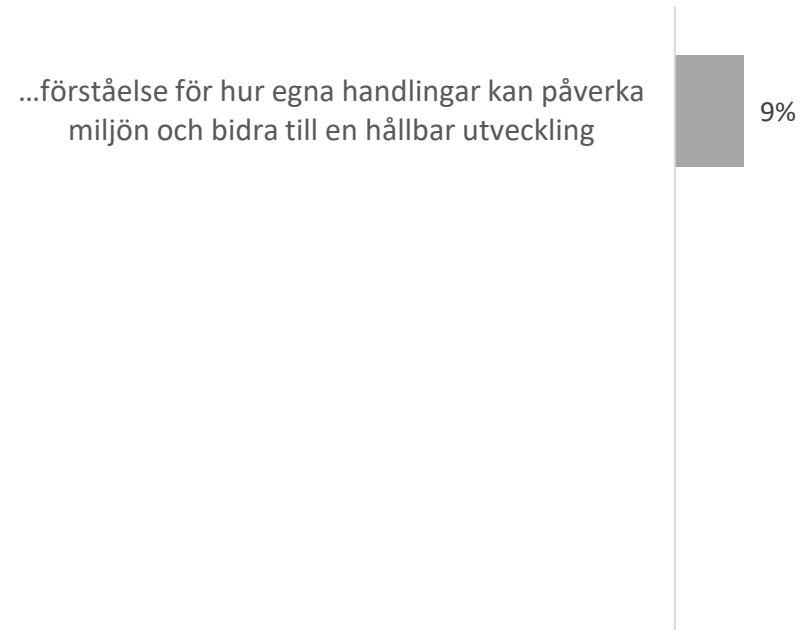 …förståelse för hur egna handlingar kan påverka
miljön och bidra till en hållbar utveckling
9%